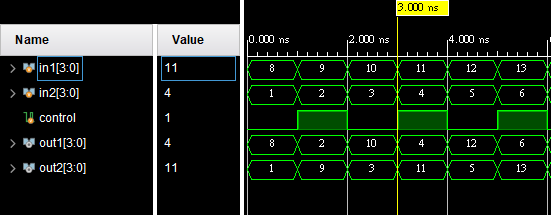 3.000 ns
Name Value 0.000 ns 2.000 ns 4.000 ns
in1[3:0] 11 8 9 10 11 12 13
in2[3:0] 4 1 2 3 4 5 6
control 1
out1[3:0] 4 8 2 10 4 12 6
out2[3:0] 11 1 9 3 11 5 13